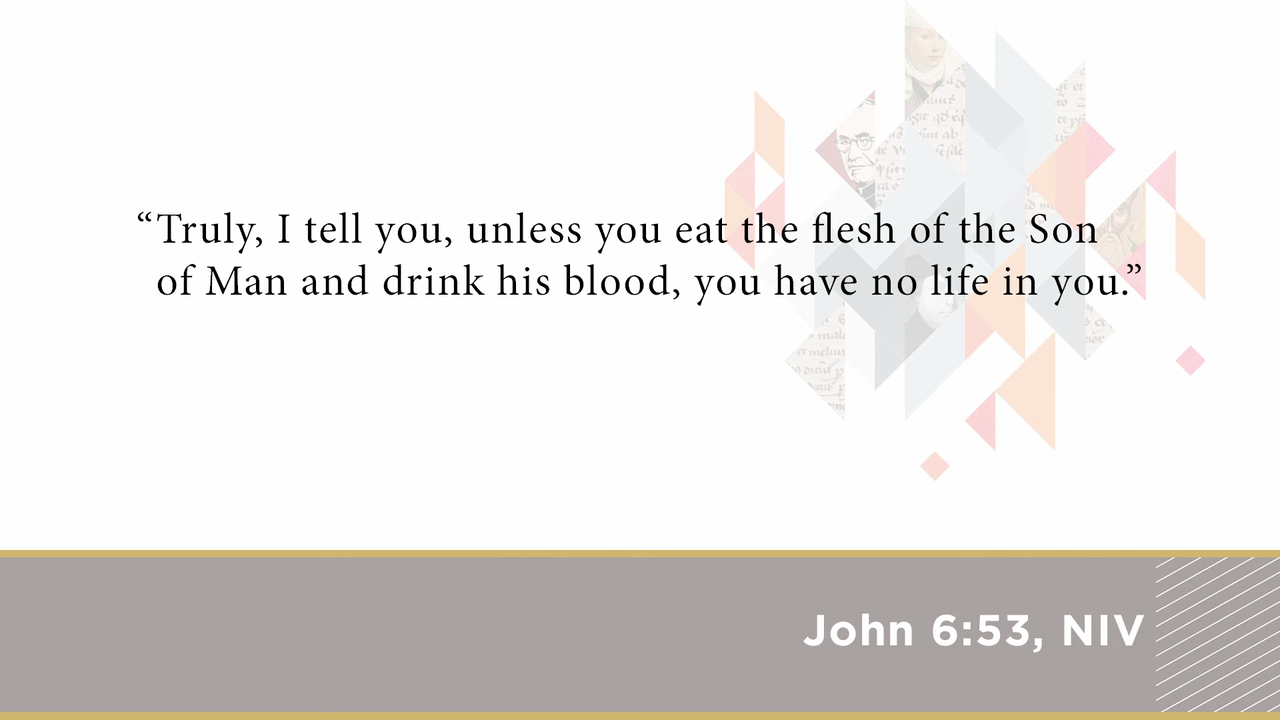 “Truly, I tell you, unless you eat the flesh of the Son
of Man and drink his blood, you have no life in you.”
John 6:53, NIV